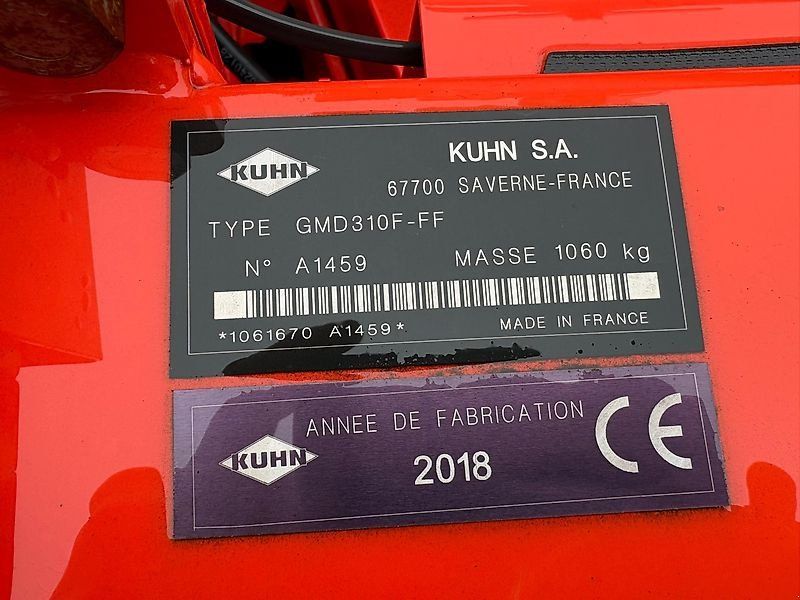 KUHN
KUHN S.A.
67700 SAVERNE-FRANCE
TYPE GMD310F-FF
N° A1459 MASSE 1060 kg
*1061670 A1459*
MADE IN FRANCE
ANNEE DE FABRICATION
KUHN
2018
CE